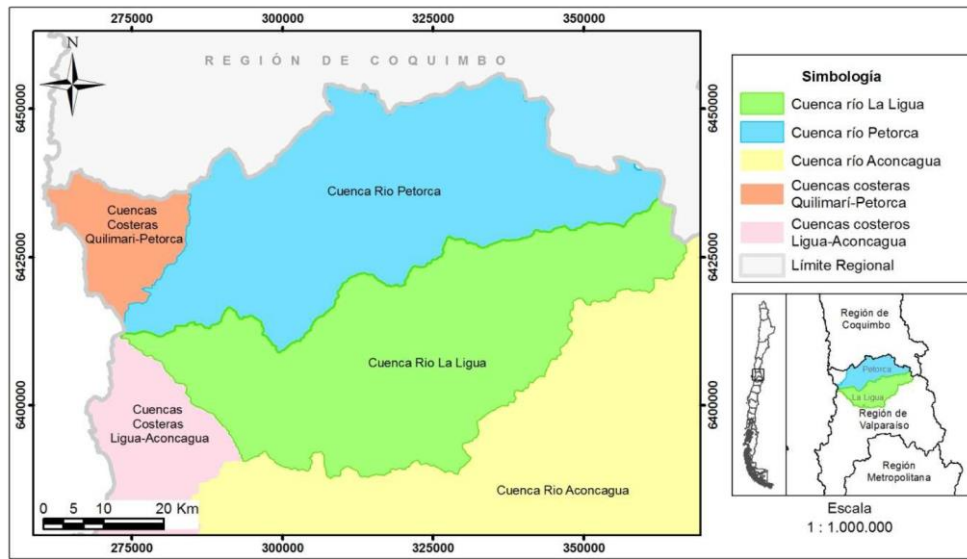 275000
300000
325000
350000
N
REGIÓN DE COQUIMBO
6450000
6450000
Cuenca Rio Petorca
Cuencas
Costeras
Quilimari-Petorca
6425000
6425000
Cuenca Rio La Ligua
6400000
6400000
Cuencas
Costeras
Ligua-Aconcagua
Cuenca Rio Aconcagua
0 5 10 20 Km
275000
300000
325000
350000
Simbología
Cuenca río La Ligua
Cuenca río Petorca
Cuenca río Aconcagua
Cuencas costeras
Quilimarí-Petorca
Cuencas costeros
Ligua-Aconcagua
Límite Regional
Región de
Coquimbo
Petorca
La Ligua
Región de
Valparaíso
Región
Metropolitana
Escala
1 : 1.000.000